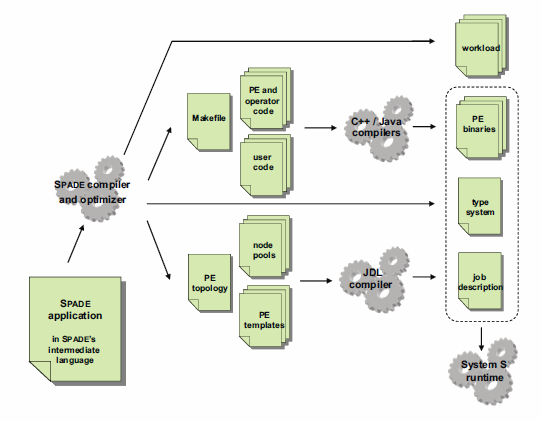 workload
PE and
operator
code
Makefile
C++ / Java
compilers
PE
binaries
user
code
SPADE compiler
and optimizer
type
system
node
pools
PE
topology
JDL
compiler
job
description
SPADE
application
in SPADE's
intermediate
language
PE
templates
System S
runtime